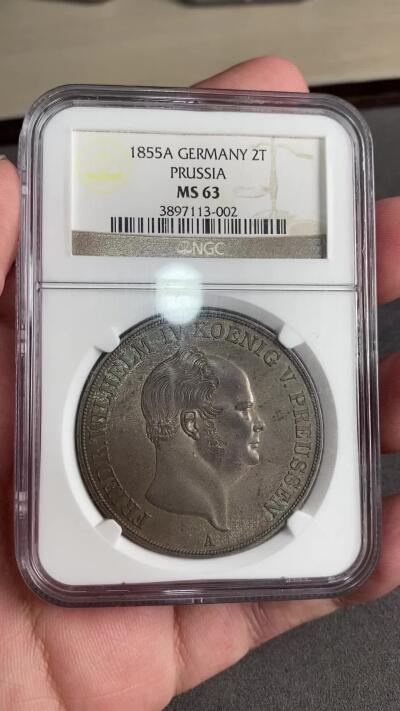 1855A GERMANY 2T
PRUSSIA
MS 63
3897113-002
NGC
FRIEDR. WILHELM IV KOENIG V. PREUSSEN
A